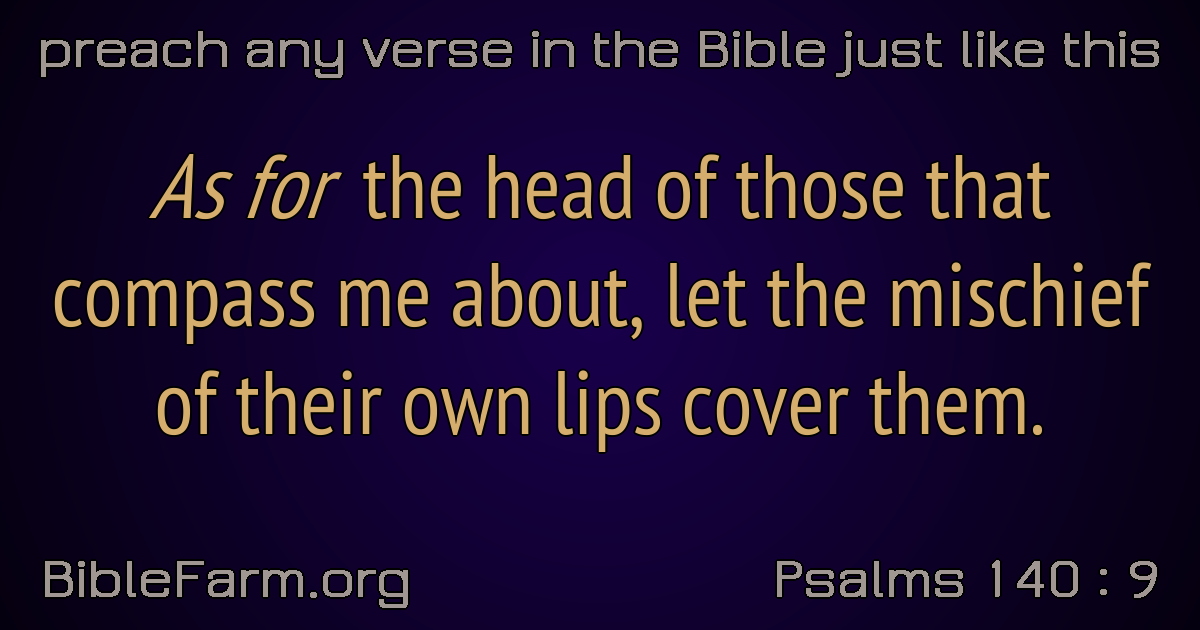 preach any verse in the Bible just like this
As for the head of those that
compass me about, let the mischief
of their own lips cover them.
BibleFarm.org
Psalms 140 : 9